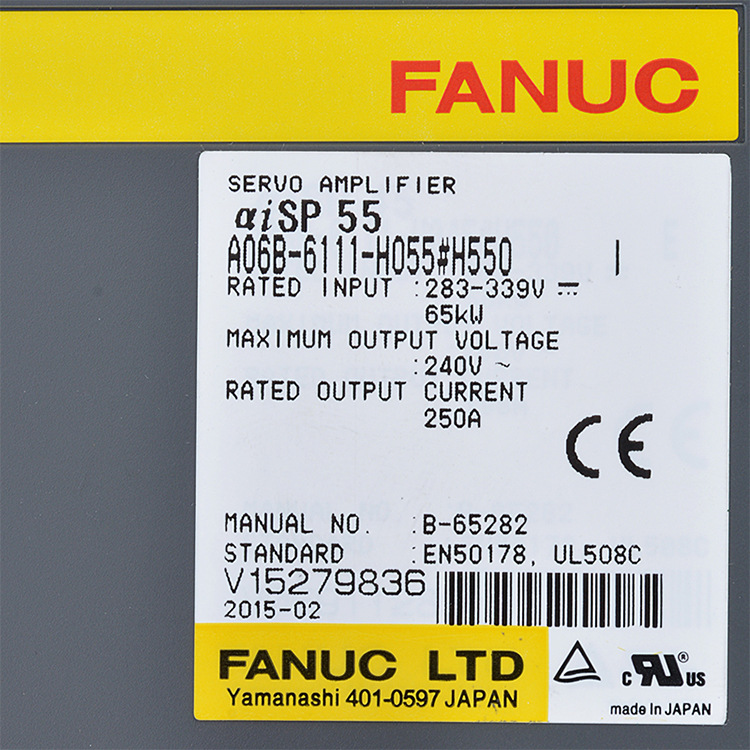 FANUC
SERVO AMPLIFIER
αiSP 55
A06B-6111-H055#H550 I
RATED INPUT :283-339V ⎓
65kW
MAXIMUM OUTPUT VOLTAGE
:240V ~
RATED OUTPUT CURRENT
250A
CE
MANUAL NO. :B-65282
STANDARD :EN50178, UL508C
V15279836
2015-02
FANUC LTD
Yamanashi 401-0597 JAPAN
c RU ® US
made in JAPAN